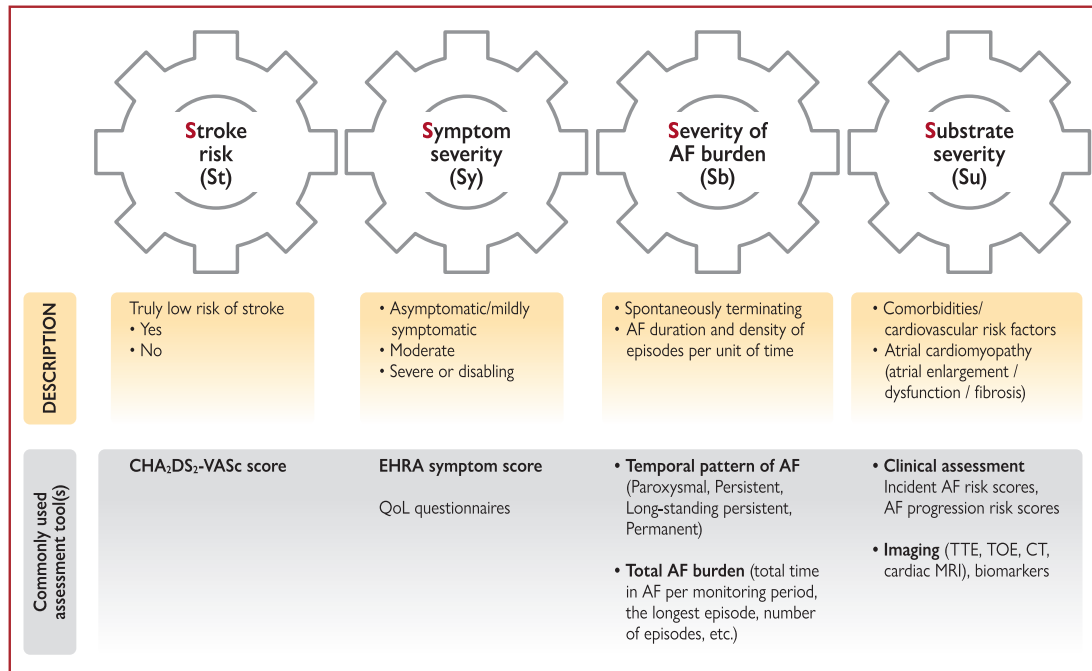 Stroke
risk
(St)
Symptom
severity
(Sy)
Severity of
AF burden
(Sb)
Substrate
severity
(Su)
DESCRIPTION
Truly low risk of stroke
• Yes
• No
• Asymptomatic/mildly
symptomatic
• Moderate
• Severe or disabling
• Spontaneously terminating
• AF duration and density of
episodes per unit of time
• Comorbidities/
cardiovascular risk factors
• Atrial cardiomyopathy
(atrial enlargement /
dysfunction / fibrosis)
Commonly used
assessment tool(s)
CHA₂DS₂-VASc score
EHRA symptom score
QoL questionnaires
• Temporal pattern of AF
(Paroxysmal, Persistent,
Long-standing persistent,
Permanent)
• Total AF burden (total time
in AF per monitoring period,
the longest episode, number
of episodes, etc.)
• Clinical assessment
Incident AF risk scores,
AF progression risk scores
• Imaging (TTE, TOE, CT,
cardiac MRI), biomarkers